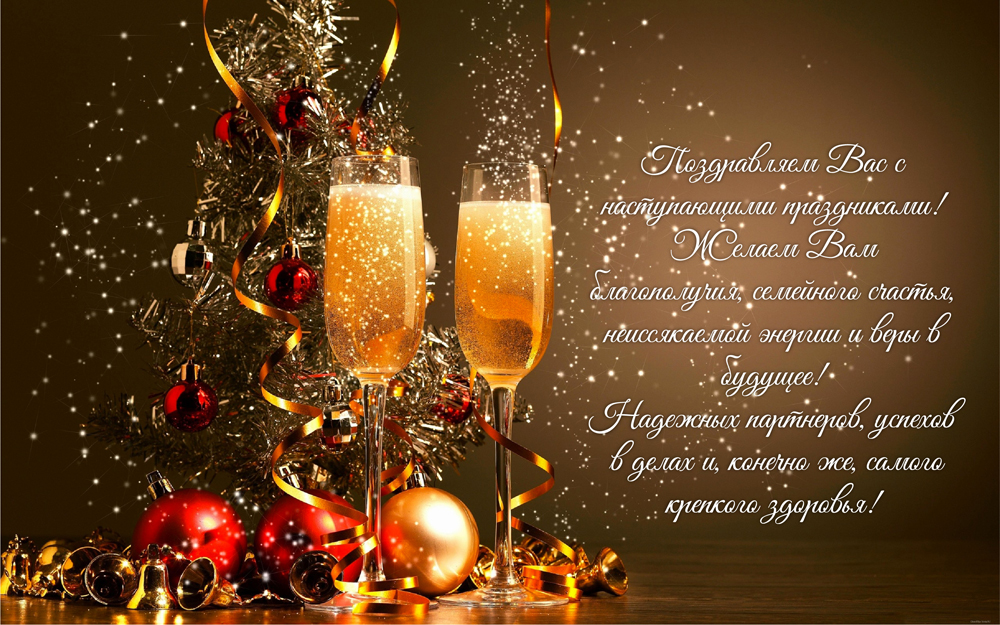 Поздравляем Вас с
наступающими праздниками!
Желаем Вам
благополучия, семейного счастья,
неиссякаемой энергии и веры в
будущее!
Надежных партнеров, успехов
в делах и, конечно же, самого
крепкого здоровья!